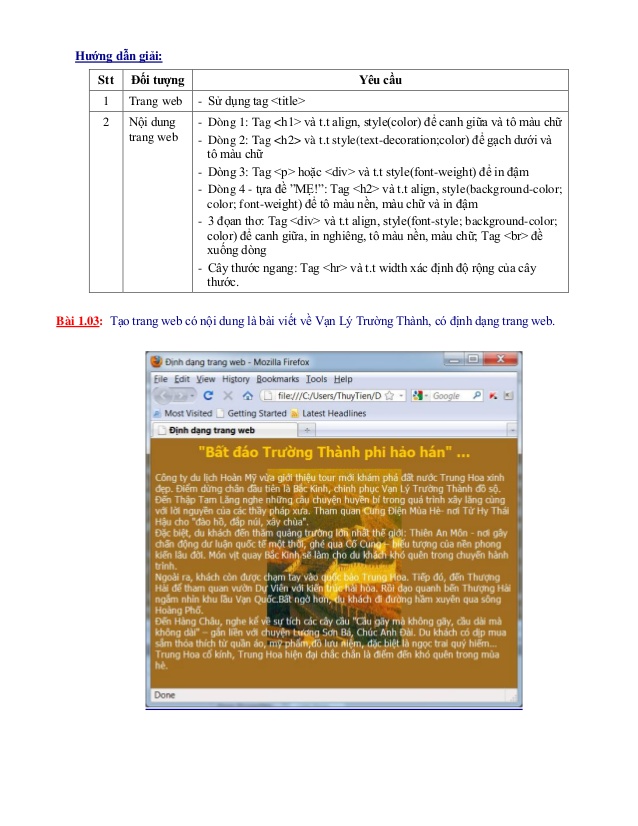 Hướng dẫn giải:
Stt Đối tượng Yêu cầu
1 Trang web - Sử dụng tag <title>
2 Nội dung trang web
- Dòng 1: Tag <h1> và t.t align, style(color) để canh giữa và tô màu chữ
- Dòng 2: Tag <h2> và t.t style(text-decoration;color) để gạch dưới và
tô màu chữ
- Dòng 3: Tag <p> hoặc <div> và t.t style(font-weight) để in đậm
- Dòng 4 - tựa đề ”MẸ!”: Tag <h2> và t.t align, style(background-color;
color; font-weight) để tô màu nền, màu chữ và in đậm
- 3 đọan thơ: Tag <div> và t.t align, style(font-style; background-color;
color) để canh giữa, in nghiêng, tô màu nền, màu chữ; Tag <br> để
xuống dòng
- Cây thước ngang: Tag <hr> và t.t width xác định độ rộng của cây
thước.
Bài 1.03: Tạo trang web có nội dung là bài viết về Vạn Lý Trường Thành, có định dạng trang web.
Định dạng trang web - Mozilla Firefox
File Edit View History Bookmarks Tools Help
file:///C:/Users/ThuyTien/D Google
Most Visited Getting Started Latest Headlines
Định dạng trang web
"Bất đáo Trường Thành phi hảo hán" ...
Công ty du lịch Hoàn Mỹ vừa giới thiệu tour mới khám phá đất nước Trung Hoa xinh
đẹp. Điểm dừng chân đầu tiên là Bắc Kinh, chinh phục Vạn Lý Trường Thành đồ sộ.
Đến Thập Tam Lăng nghe những câu chuyện huyền bí trong quá trình xây lăng cùng
với lời nguyền của các thầy pháp xưa. Tham quan Cung Điện Mùa Hè- nơi Từ Hy Thái
Hậu cho "đào hồ, đắp núi, xây chùa".
Đặc biệt, du khách đến thăm quảng trường lớn nhất thế giới: Thiên An Môn - nơi gây
chấn động dư luận quốc tế một thời, ghé qua Cố Cung – biểu tượng của nền phong
kiến lâu đời. Món vịt quay Bắc Kinh sẽ làm cho du khách khó quên trong chuyến hành
trình.
Ngoài ra, khách còn được chạm tay vào quốc bảo Trung Hoa. Tiếp đó, đến Thượng
Hải để tham quan vườn Dự Viên với kiến trúc hài hòa. Rồi dạo quanh bến Thượng Hải
ngắm nhìn khu lầu Vạn Quốc.Bất ngờ hơn, du khách đi đường hầm xuyên qua sông
Hoàng Phố.
Đến Hàng Châu, nghe kể về sự tích các cây cầu "Cầu gãy mà không gãy, cầu dài mà
không dài" – gắn liền với chuyện Lương Sơn Bá, Chúc Anh Đài. Du khách có dịp mua
sắm thỏa thích từ quần áo, mỹ phẩm,đồ lưu niệm, đặc biệt là ngọc trai quý hiếm...
Trung Hoa cổ kính, Trung Hoa hiện đại chắc chắn là điểm đến khó quên trong mùa
hè.
Done